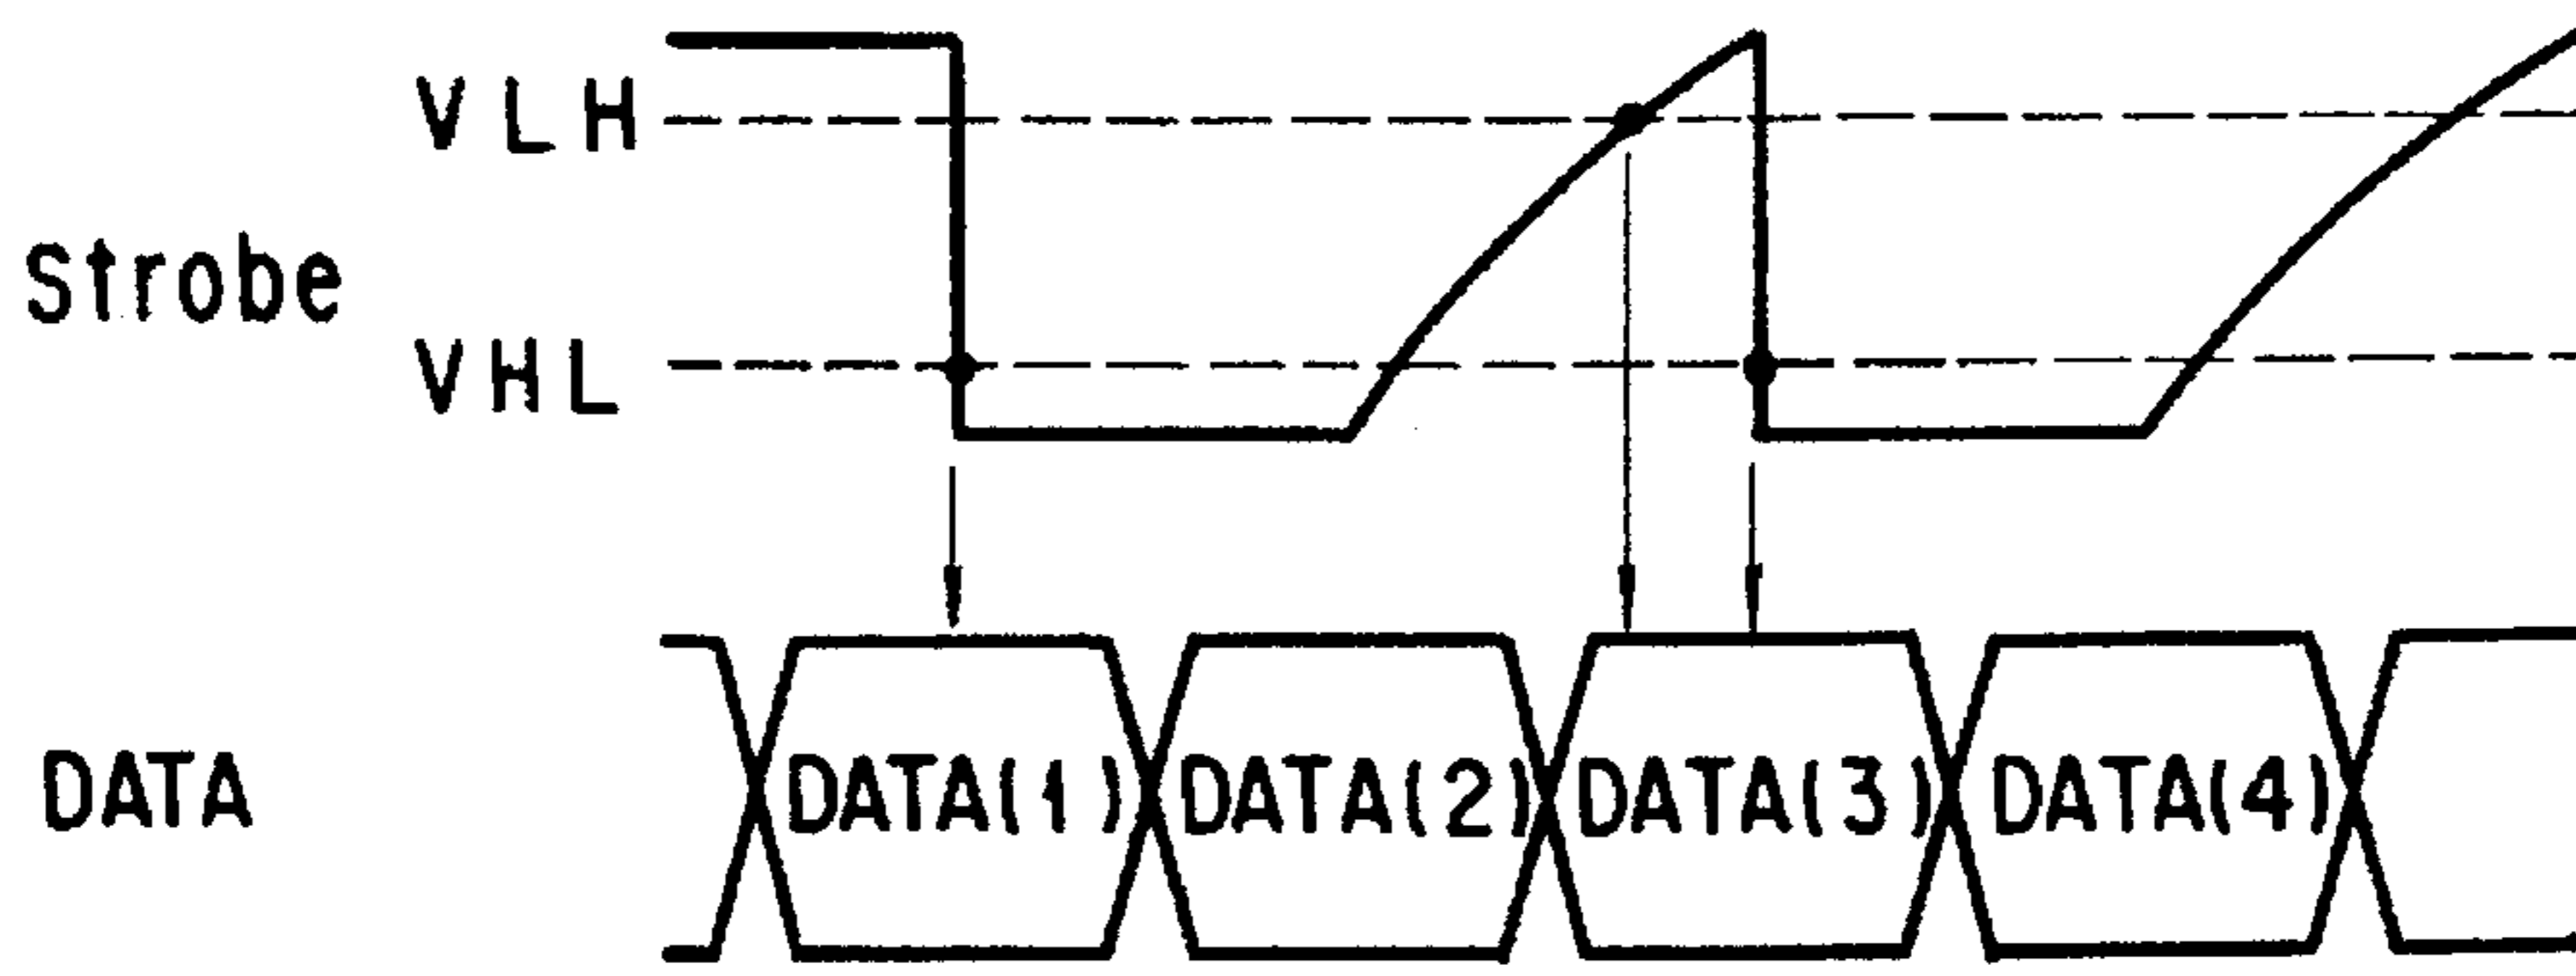 VLH
Strobe
VHL
DATA
DATA(1) DATA(2) DATA(3) DATA(4)